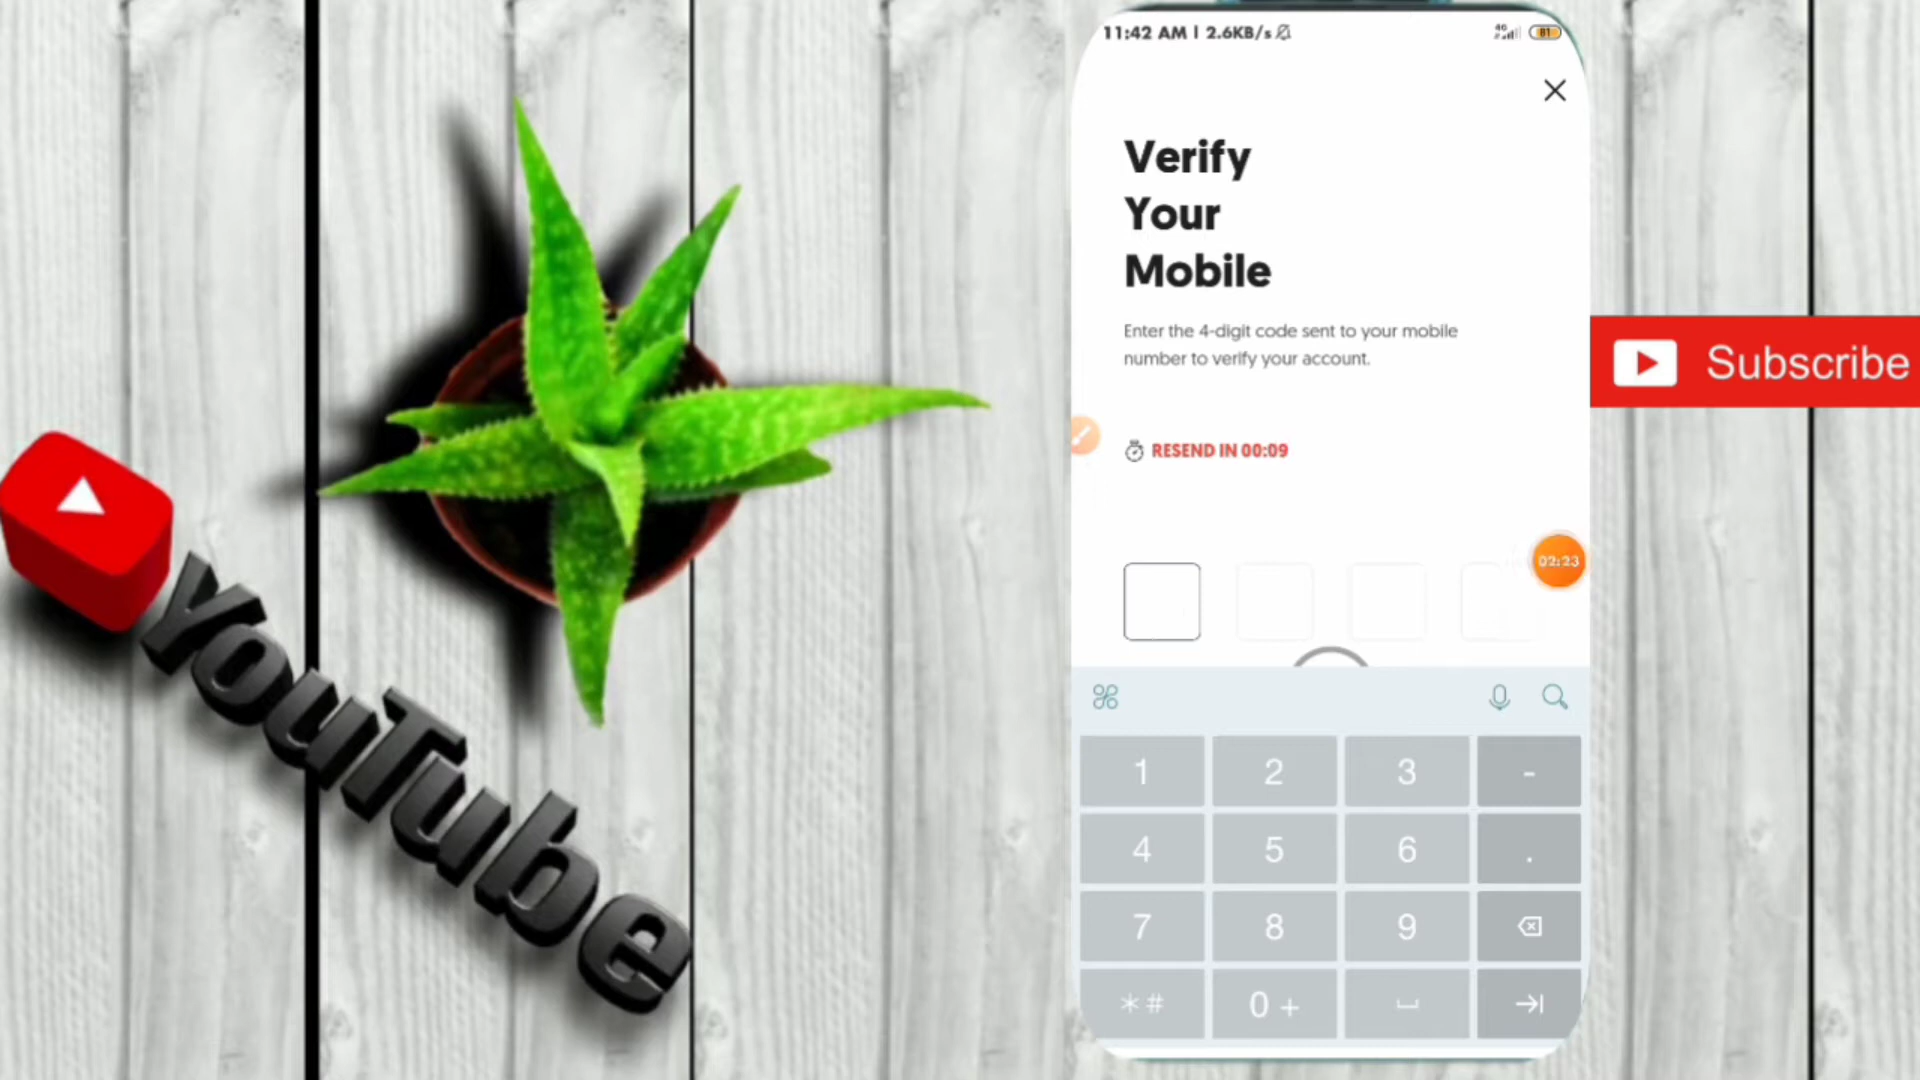 11:42 AM | 2.6KB/s
4G
81
Verify
Your
Mobile
Enter the 4-digit code sent to your mobile
number to verify your account.
RESEND IN 00:09
02:23
Subscribe
YouTube
1 2 3 -
4 5 6 .
7 8 9
*# 0 +